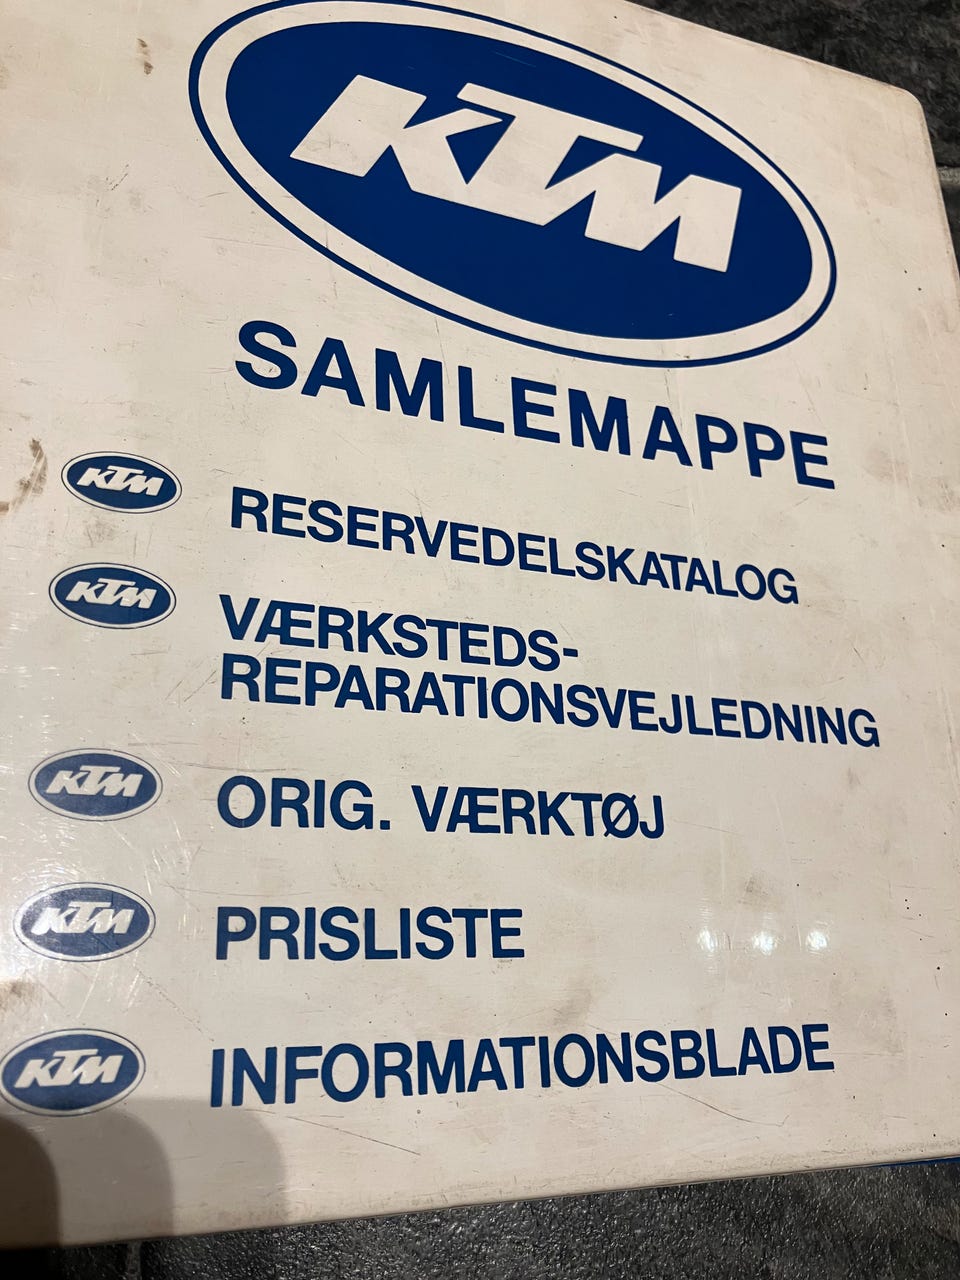 KTM
SAMLEMAPPE
KTM RESERVEDELSKATALOG
KTM VÆRKSTEDS-
REPARATIONSVEJLEDNING
KTM ORIG. VÆRKTØJ
KTM PRISLISTE
KTM INFORMATIONSBLADE